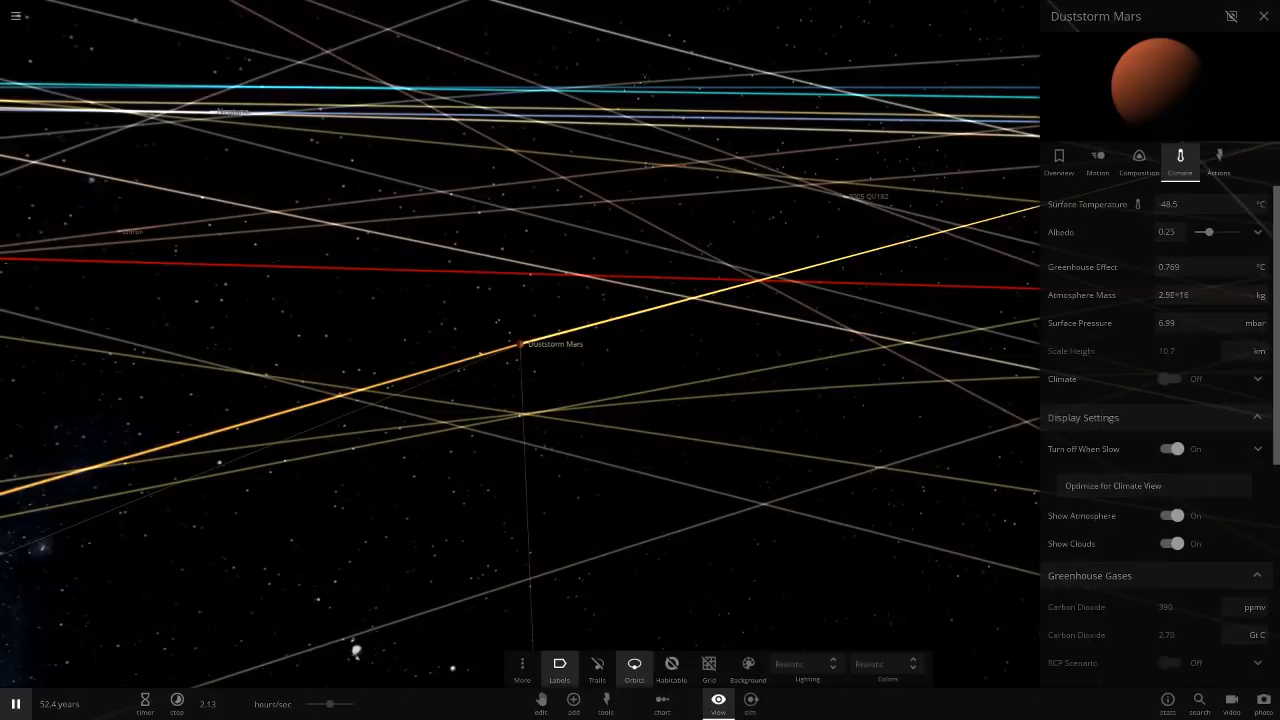 Duststorm Mars
Overview
Motion
Composition
Climate
Actions
Surface Temperature -48.5 °C
Albedo 0.25
Greenhouse Effect 0.769 °C
Atmosphere Mass 2.5E+16 kg
Surface Pressure 6.99 mbar
Scale Height 10.7 km
Climate Off
Display Settings
Turn off When Slow On
Optimize for Climate View
Show Atmosphere On
Show Clouds On
Greenhouse Gases
Carbon Dioxide 390 ppmv
Carbon Dioxide 2.70 Gt C
RCP Scenario Off
Duststorm Mars
More
Labels
Trails
Orbits
Habitable
Grid
Background
Realistic
Lighting
Realistic
Colors
52.4 years
timer
step
2.13 hours/sec
edit
add
tools
chart
view
sim
stats
search
video
photo